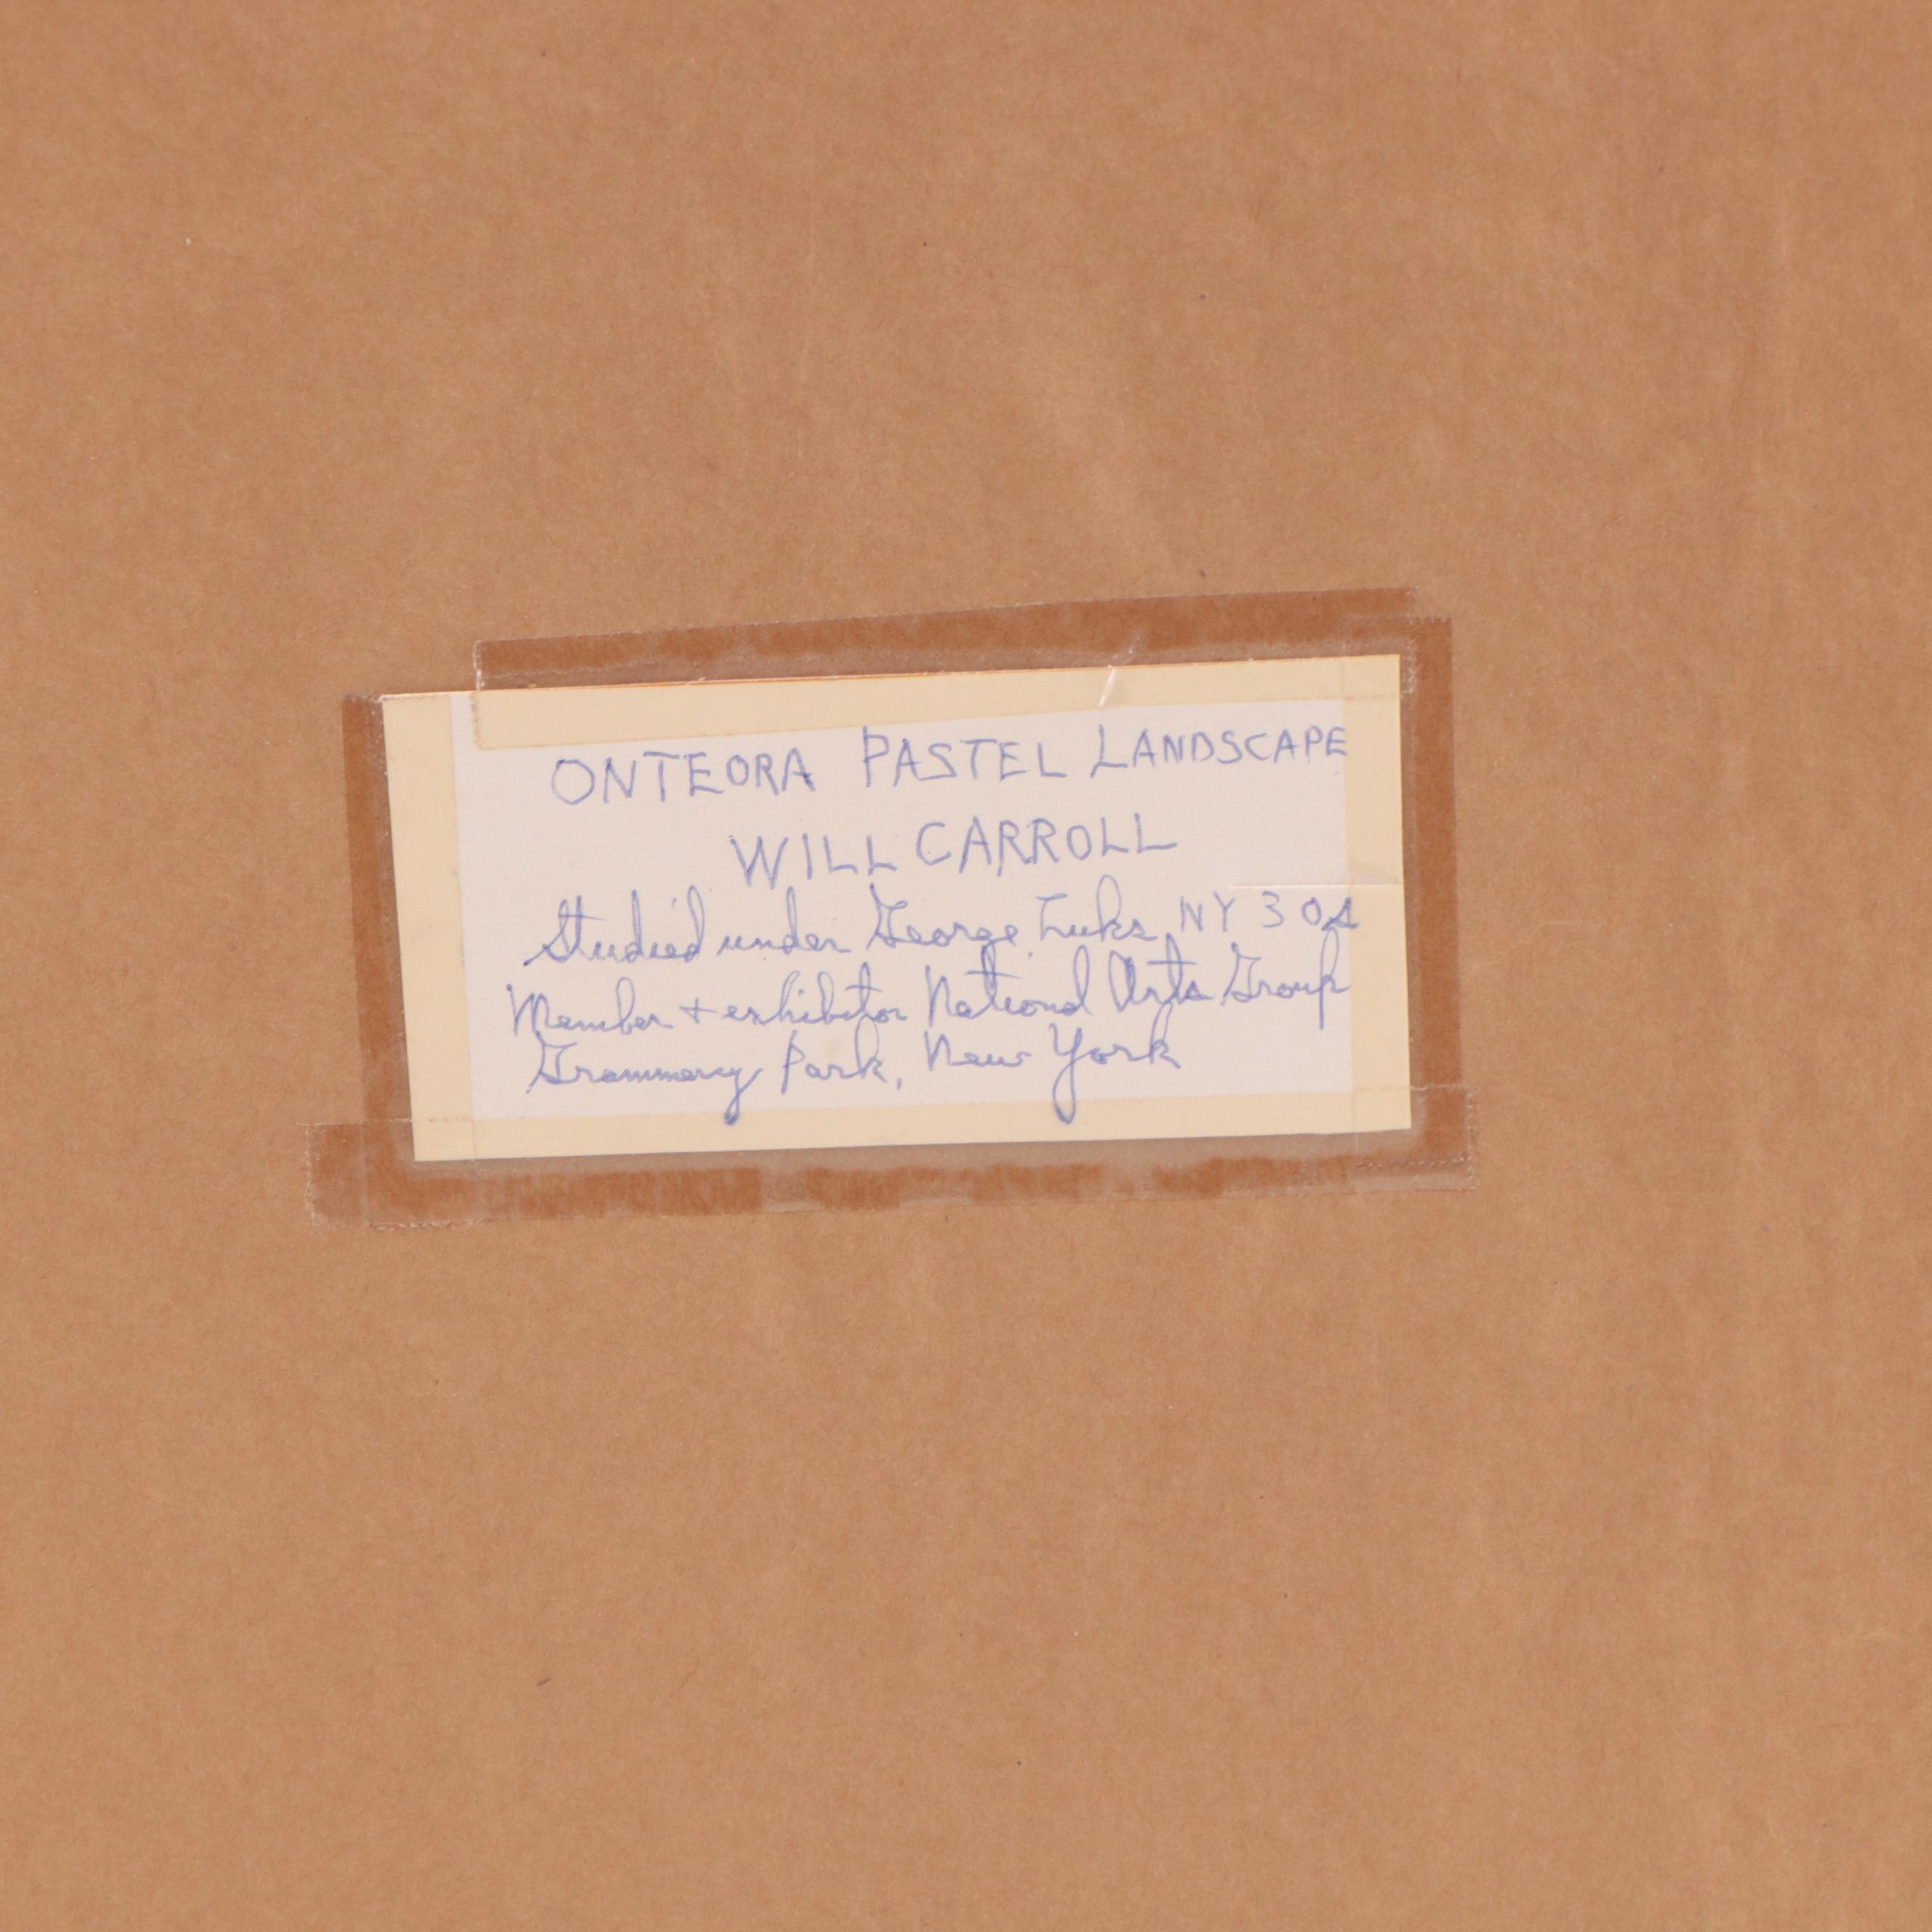 ONTEORA PASTEL LANDSCAPE
WILL CARROLL
Studied under George Luks, NY 30s
Member + exhibitor National Arts Group
Grammery Park, New York